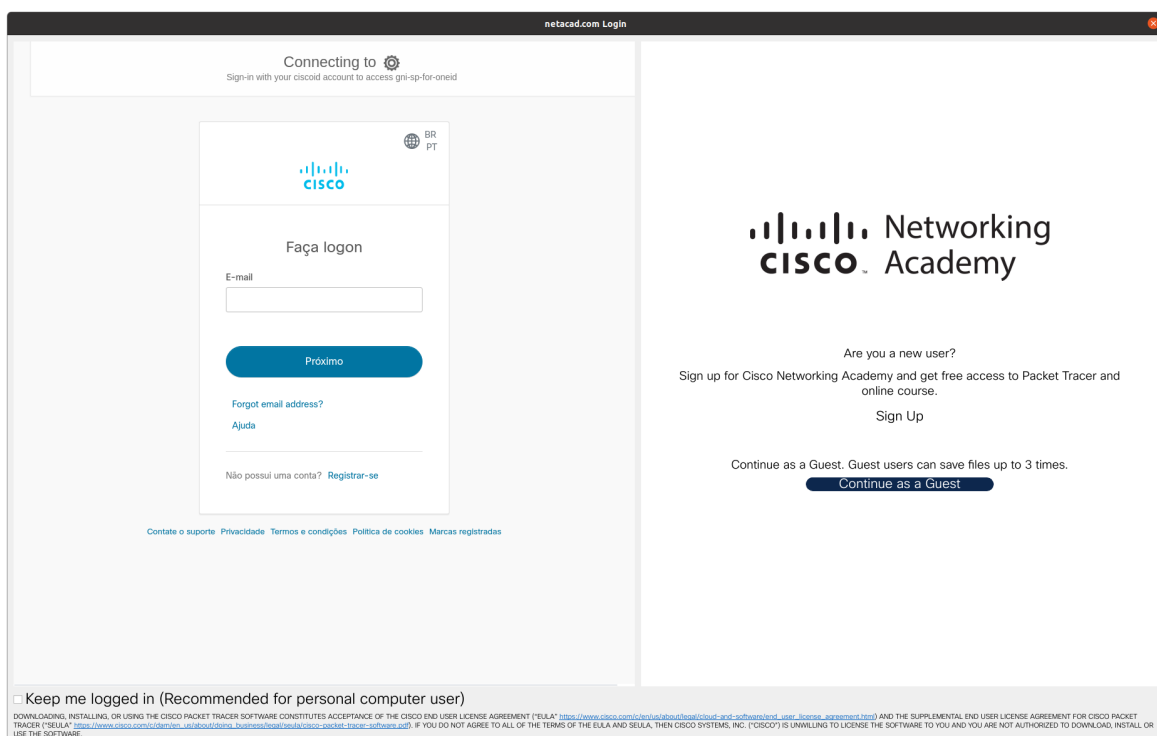 netacad.com Login
Connecting to
Sign-in with your ciscoid account to access gni-sp-for-oneid
BR
PT
CISCO
Faça logon
E-mail
Próximo
Forgot email address?
Ajuda
Não possui uma conta? Registrar-se
Contate o suporte Privacidade Termos e condições Política de cookies Marcas registradas
Networking
CISCO™ Academy
Are you a new user?
Sign up for Cisco Networking Academy and get free access to Packet Tracer and
online course.
Sign Up
Continue as a Guest. Guest users can save files up to 3 times.
Continue as a Guest
Keep me logged in (Recommended for personal computer user)
DOWNLOADING, INSTALLING, OR USING THE CISCO PACKET TRACER SOFTWARE CONSTITUTES ACCEPTANCE OF THE CISCO END USER LICENSE AGREEMENT ("EULA" https://www.cisco.com/c/en/us/about/legal/cloud-and-software/end_user_license_agreement.html) AND THE SUPPLEMENTAL END USER LICENSE AGREEMENT FOR CISCO PACKET
TRACER ("SEULA" https://www.cisco.com/c/dam/en_us/about/doing_business/legal/seula/cisco-packet-tracer-software.pdf). IF YOU DO NOT AGREE TO ALL OF THE TERMS OF THE EULA AND SEULA, THEN CISCO SYSTEMS, INC. ("CISCO") IS UNWILLING TO LICENSE THE SOFTWARE TO YOU AND YOU ARE NOT AUTHORIZED TO DOWNLOAD, INSTALL OR
USE THE SOFTWARE.